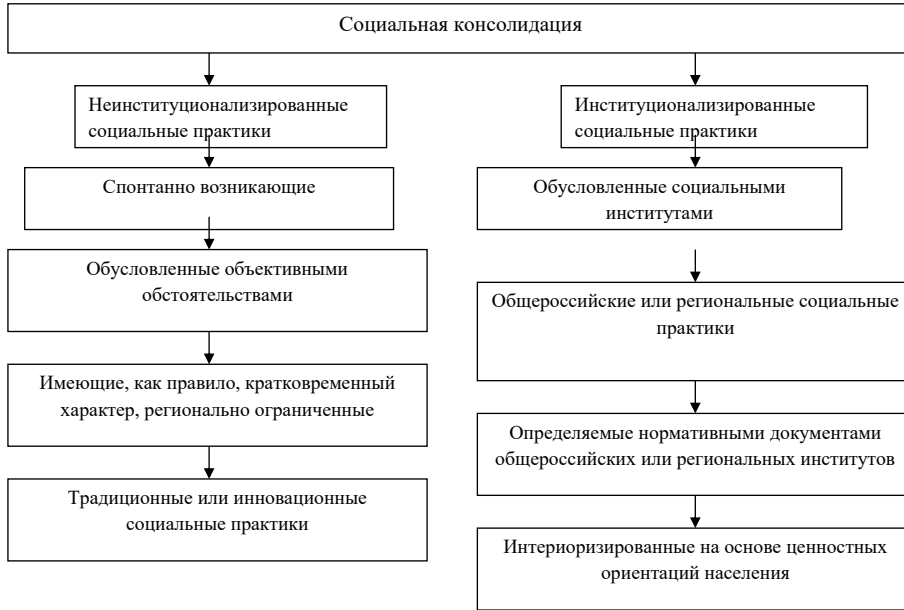 Социальная консолидация
Неинституционализированные
социальные практики
Спонтанно возникающие
Обусловленные объективными
обстоятельствами
Имеющие, как правило, кратковременный
характер, регионально ограниченные
Традиционные или инновационные
социальные практики
Институционализированные
социальные практики
Обусловленные социальными
институтами
Общероссийские или региональные социальные
практики
Определяемые нормативными документами
общероссийских или региональных институтов
Интериоризированные на основе ценностных
ориентаций населения